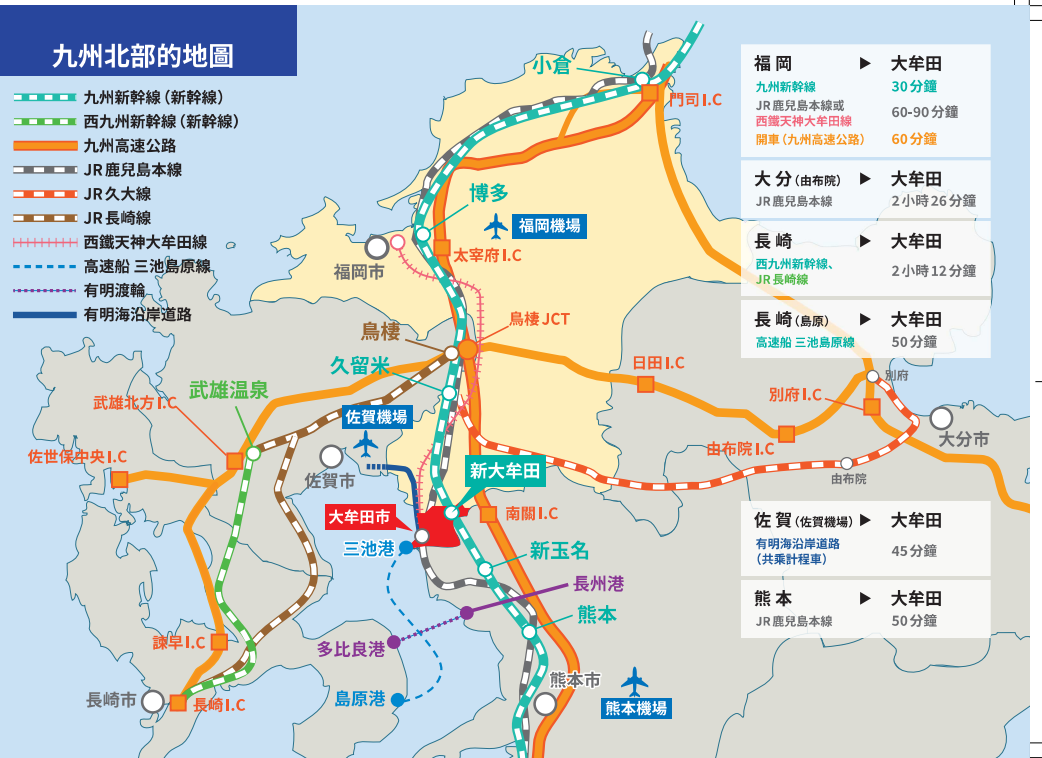 九州北部的地圖
九州新幹線（新幹線）
西九州新幹線（新幹線）
九州高速公路
JR鹿兒島本線
JR久大線
JR長崎線
西鐵天神大牟田線
高速船 三池島原線
有明渡輪
有明海沿岸道路
小倉
門司I.C
博多
福岡機場
太宰府I.C
福岡市
鳥棲
鳥棲JCT
久留米
日田I.C
別府
別府I.C
大分市
由布院I.C
由布院
武雄温泉
武雄北方I.C
佐賀機場
佐世保中央I.C
佐賀市
新大牟田
大牟田市
南關I.C
三池港
新玉名
長州港
熊本
諫早I.C
多比良港
島原港
長崎市
長崎I.C
熊本市
熊本機場
福岡 ▶ 大牟田
九州新幹線 30分鐘
JR鹿兒島本線或
西鐵天神大牟田線 60-90分鐘
開車（九州高速公路） 60分鐘
大分（由布院） ▶ 大牟田
JR鹿兒島本線 2小時26分鐘
長崎 ▶ 大牟田
西九州新幹線、
JR長崎線 2小時12分鐘
長崎（島原） ▶ 大牟田
高速船 三池島原線 50分鐘
佐賀（佐賀機場） ▶ 大牟田
有明海沿岸道路
（共乘計程車） 45分鐘
熊本 ▶ 大牟田
JR鹿兒島本線 50分鐘